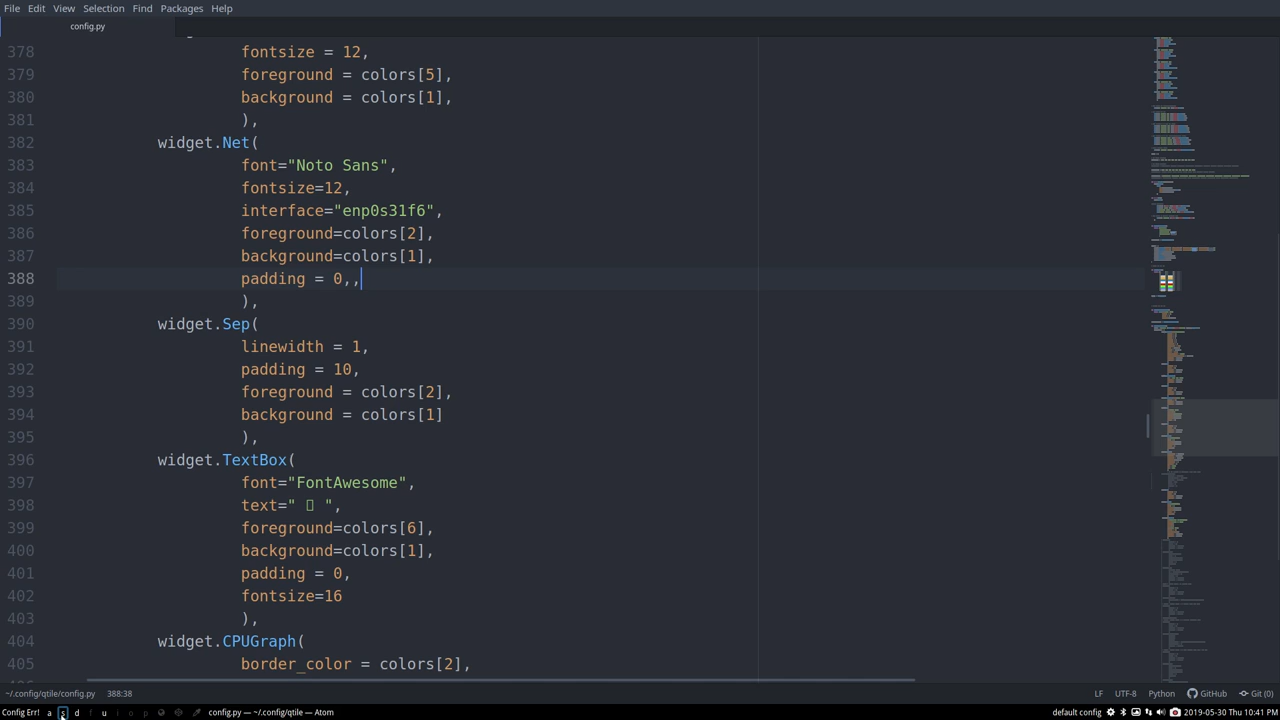 File Edit View Selection Find Packages Help
config.py
378 fontsize = 12,
379 foreground = colors[5],
380 background = colors[1],
381 ),
382 widget.Net(
383 font="Noto Sans",
384 fontsize=12,
385 interface="enp0s31f6",
386 foreground=colors[2],
387 background=colors[1],
388 padding = 0,,
389 ),
390 widget.Sep(
391 linewidth = 1,
392 padding = 10,
393 foreground = colors[2],
394 background = colors[1]
395 ),
396 widget.TextBox(
397 font="FontAwesome",
398 text="  ",
399 foreground=colors[6],
400 background=colors[1],
401 padding = 0,
402 fontsize=16
403 ),
404 widget.CPUGraph(
405 border_color = colors[2],
~/.config/qtile/config.py 388:38 LF UTF-8 Python GitHub Git (0)
Config Err! a s d f u i o p config.py — ~/.config/qtile — Atom default config 2019-05-30 Thu 10:41 PM